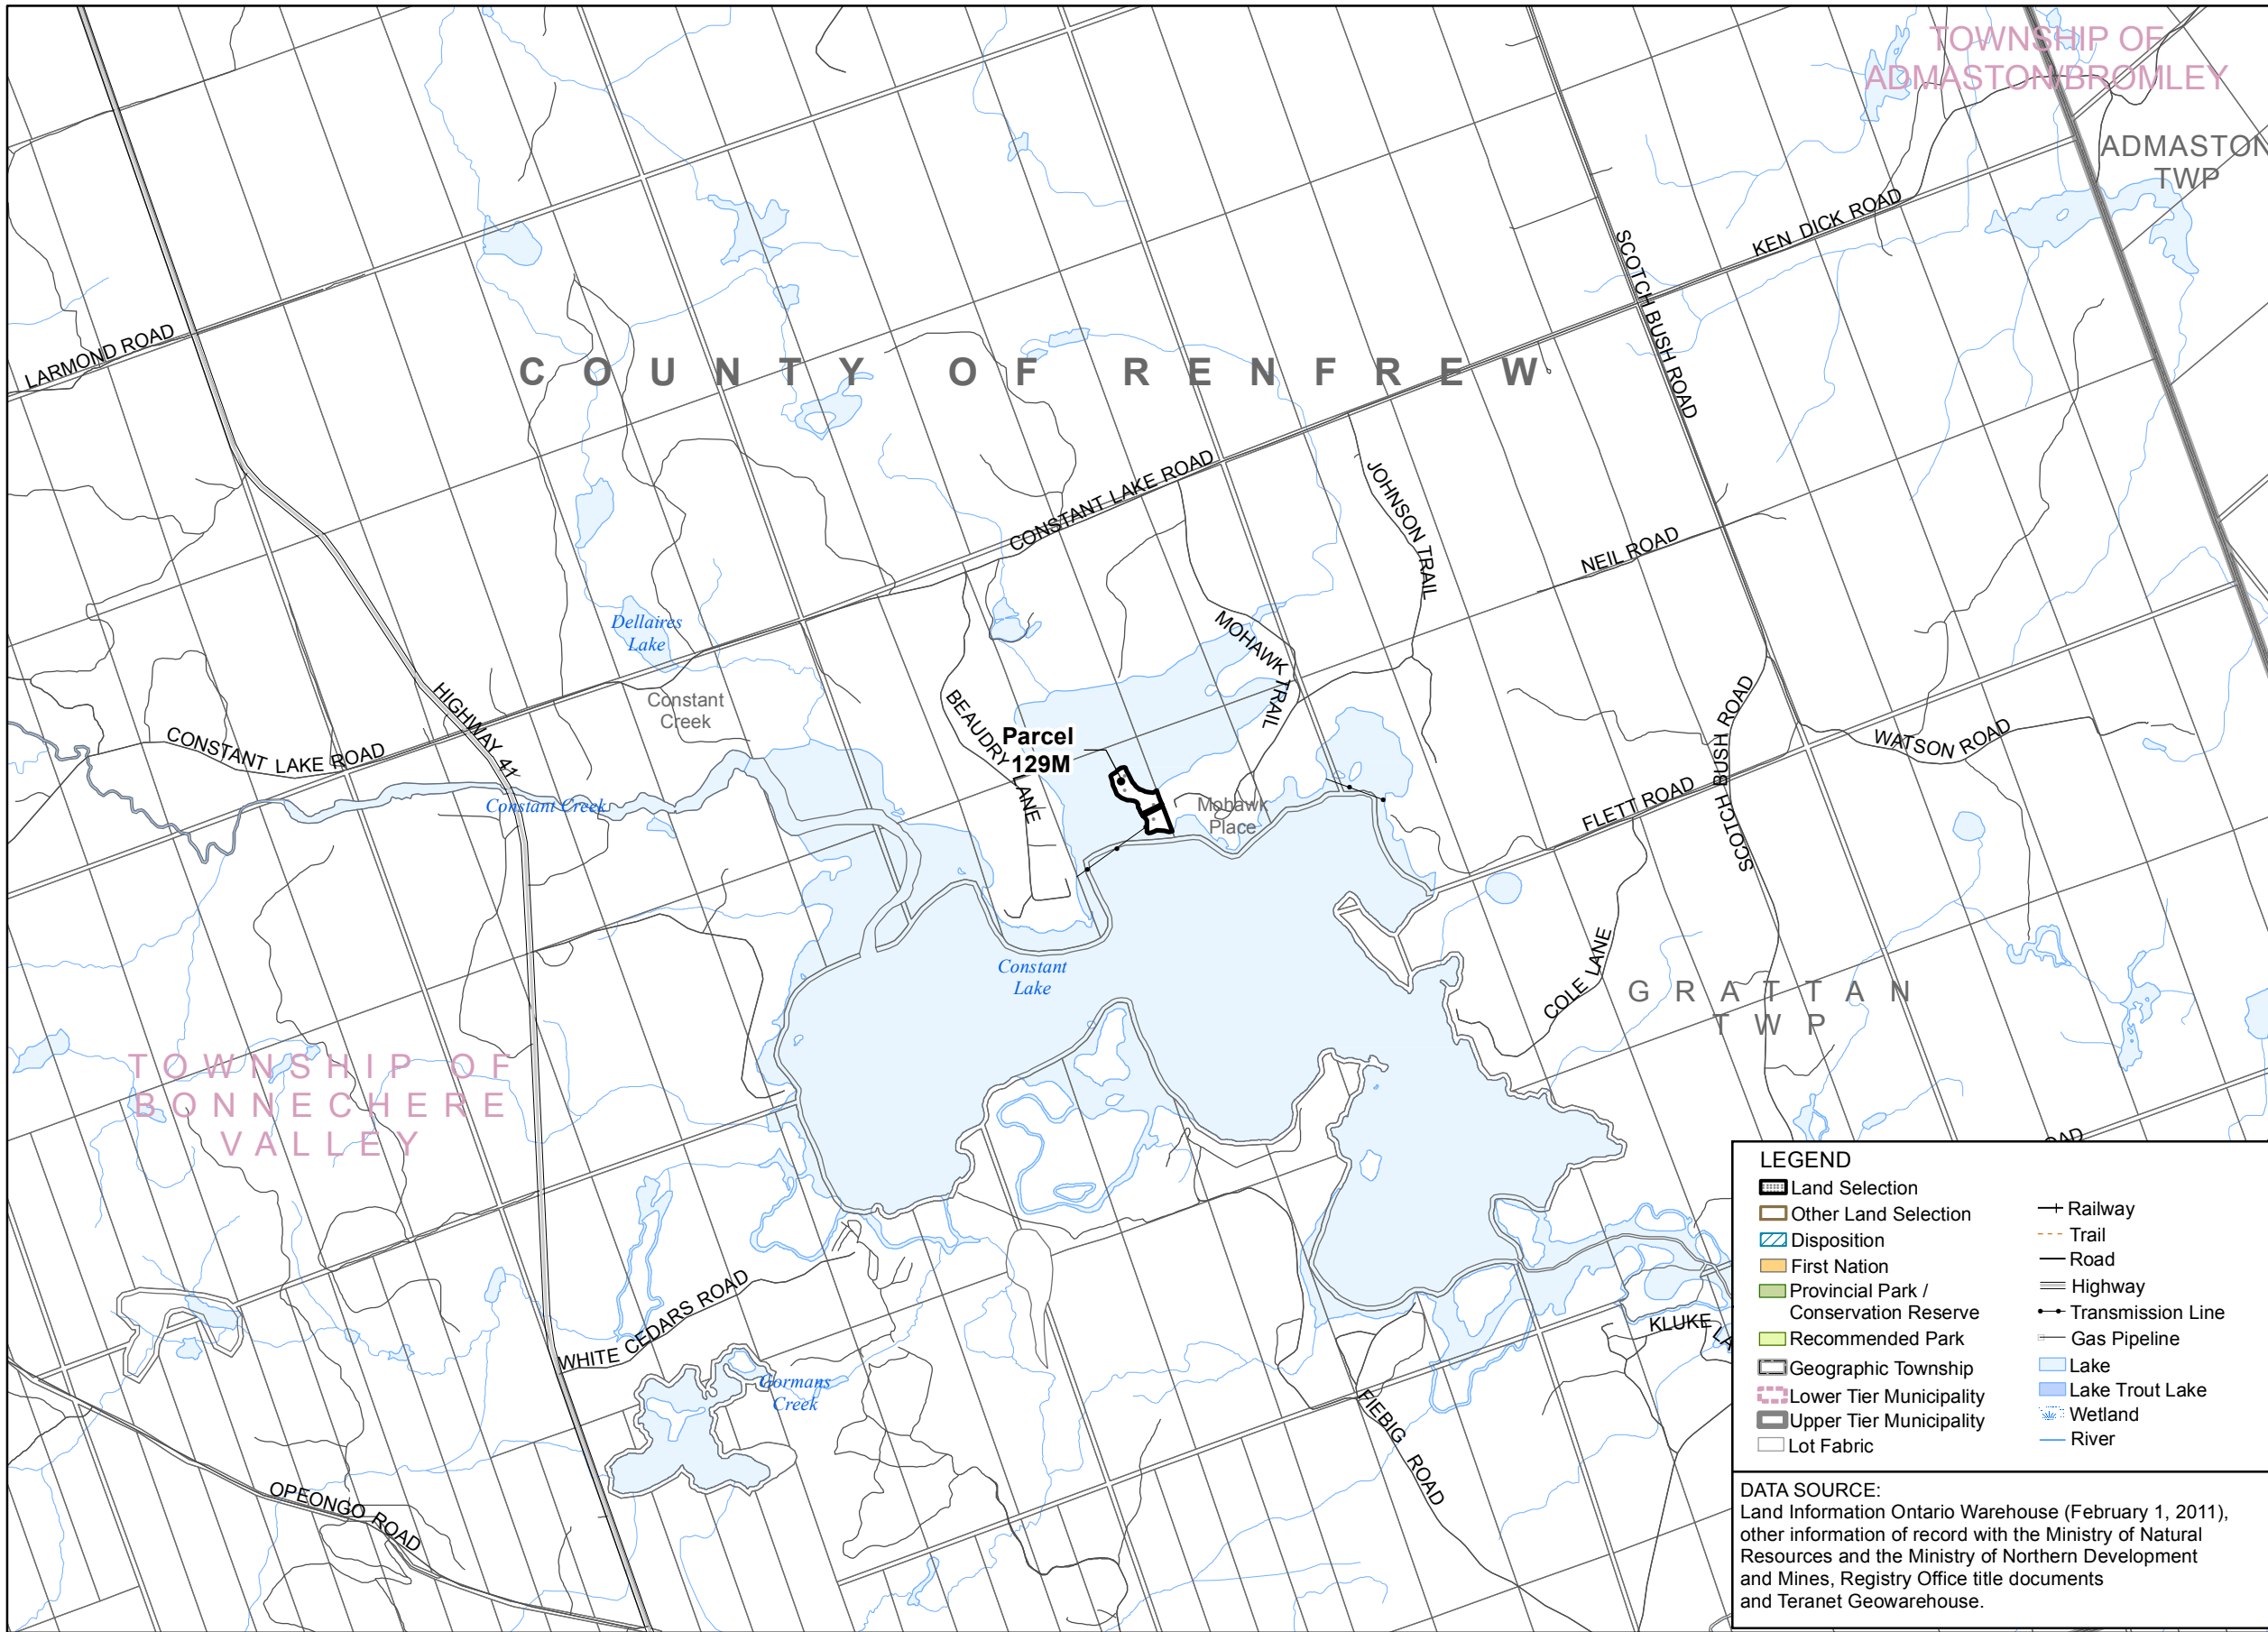 TOWNSHIP OF
ADMASTON/BROMLEY
ADMASTON
TWP
KEN DICK ROAD
SCOTCH BUSH ROAD
LARMOND ROAD
COUNTY OF RENFREW
CONSTANT LAKE ROAD
JOHNSON TRAIL
NEIL ROAD
Dellaires
Lake
MOHAWK TRAIL
Constant
Creek
BEAUDRY LANE
HIGHWAY 41
CONSTANT LAKE ROAD
Parcel
129M
SCOTCH BUSH ROAD
WATSON ROAD
Constant Creek
Mohawk
Place
FLETT ROAD
Constant
Lake
COLE LANE
GRATTAN
TWP
TOWNSHIP OF
BONNECHERE
VALLEY
WHITE CEDARS ROAD
KLUKE
Gormans
Creek
FIEBIG ROAD
OPEONGO ROAD
LEGEND
Land Selection
Other Land Selection
Disposition
First Nation
Provincial Park /
Conservation Reserve
Recommended Park
Geographic Township
Lower Tier Municipality
Upper Tier Municipality
Lot Fabric
Railway
Trail
Road
Highway
Transmission Line
Gas Pipeline
Lake
Lake Trout Lake
Wetland
River
DATA SOURCE:
Land Information Ontario Warehouse (February 1, 2011),
other information of record with the Ministry of Natural
Resources and the Ministry of Northern Development
and Mines, Registry Office title documents
and Teranet Geowarehouse.